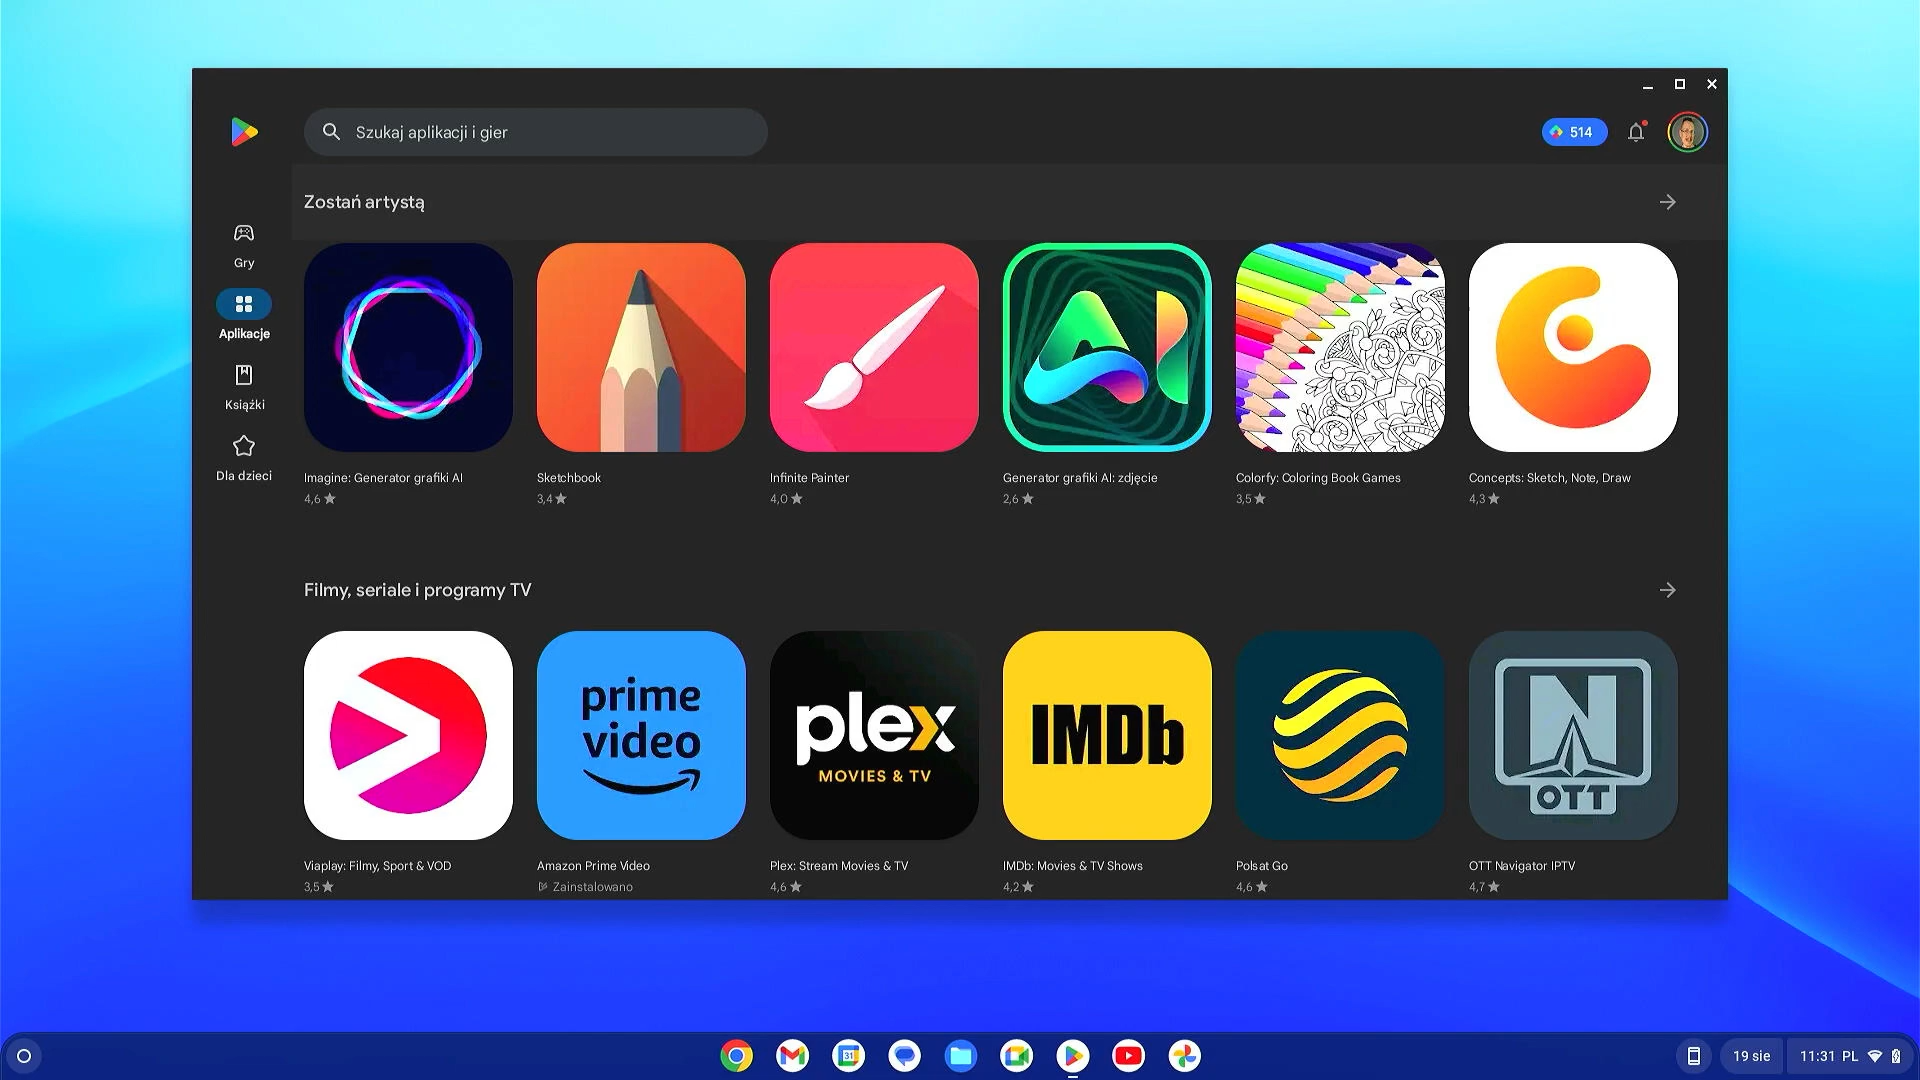 Szukaj aplikacji i gier
514
Zostań artystą
Gry
Aplikacje
Książki
Dla dzieci
AI
Imagine: Generator grafiki AI
4,6
Sketchbook
3,4
Infinite Painter
4,0
Generator grafiki AI: zdjęcie
2,6
Colorfy: Coloring Book Games
3,5
Concepts: Sketch, Note, Draw
4,3
Filmy, seriale i programy TV
prime
video
plex
MOVIES & TV
IMDb
N
OTT
Viaplay: Filmy, Sport & VOD
3,5
Amazon Prime Video
Zainstalowano
Plex: Stream Movies & TV
4,6
IMDb: Movies & TV Shows
4,2
Polsat Go
4,6
OTT Navigator IPTV
4,7
31
19 sie
11:31 PL